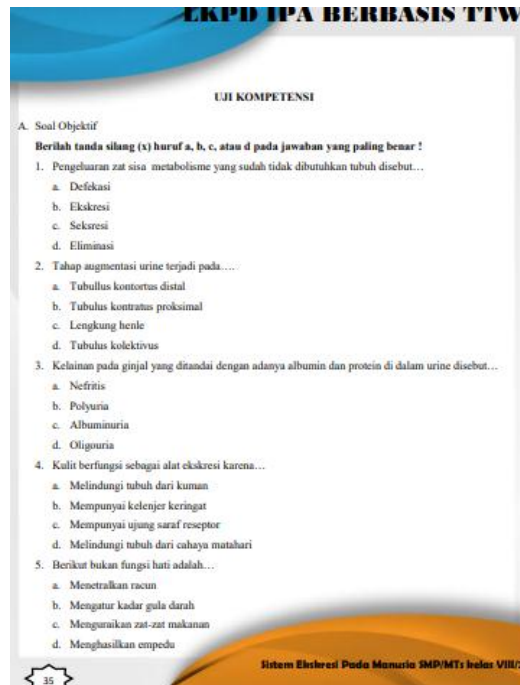 LKPD IPA BERBASIS TTW
UJI KOMPETENSI
A. Soal Objektif
Berilah tanda silang (x) huruf a, b, c, atau d pada jawaban yang paling benar !
1. Pengeluaran zat sisa metabolisme yang sudah tidak dibutuhkan tubuh disebut…
a. Defekasi
b. Ekskresi
c. Seksresi
d. Eliminasi
2. Tahap augmentasi urine terjadi pada….
a. Tubullus kontortus distal
b. Tubulus kontratus proksimal
c. Lengkung henle
d. Tubulus kolektivus
3. Kelainan pada ginjal yang ditandai dengan adanya albumin dan protein di dalam urine disebut…
a. Nefritis
b. Polyuria
c. Albuminuria
d. Oligouria
4. Kulit berfungsi sebagai alat ekskresi karena…
a. Melindungi tubuh dari kuman
b. Mempunyai kelenjer keringat
c. Mempunyai ujung saraf reseptor
d. Melindungi tubuh dari cahaya matahari
5. Berikut bukan fungsi hati adalah…
a. Menetralkan racun
b. Mengatur kadar gula darah
c. Menguraikan zat-zat makanan
d. Menghasilkan empedu
Sistem Ekskresi Pada Manusia SMP/MTs kelas VIII/
35